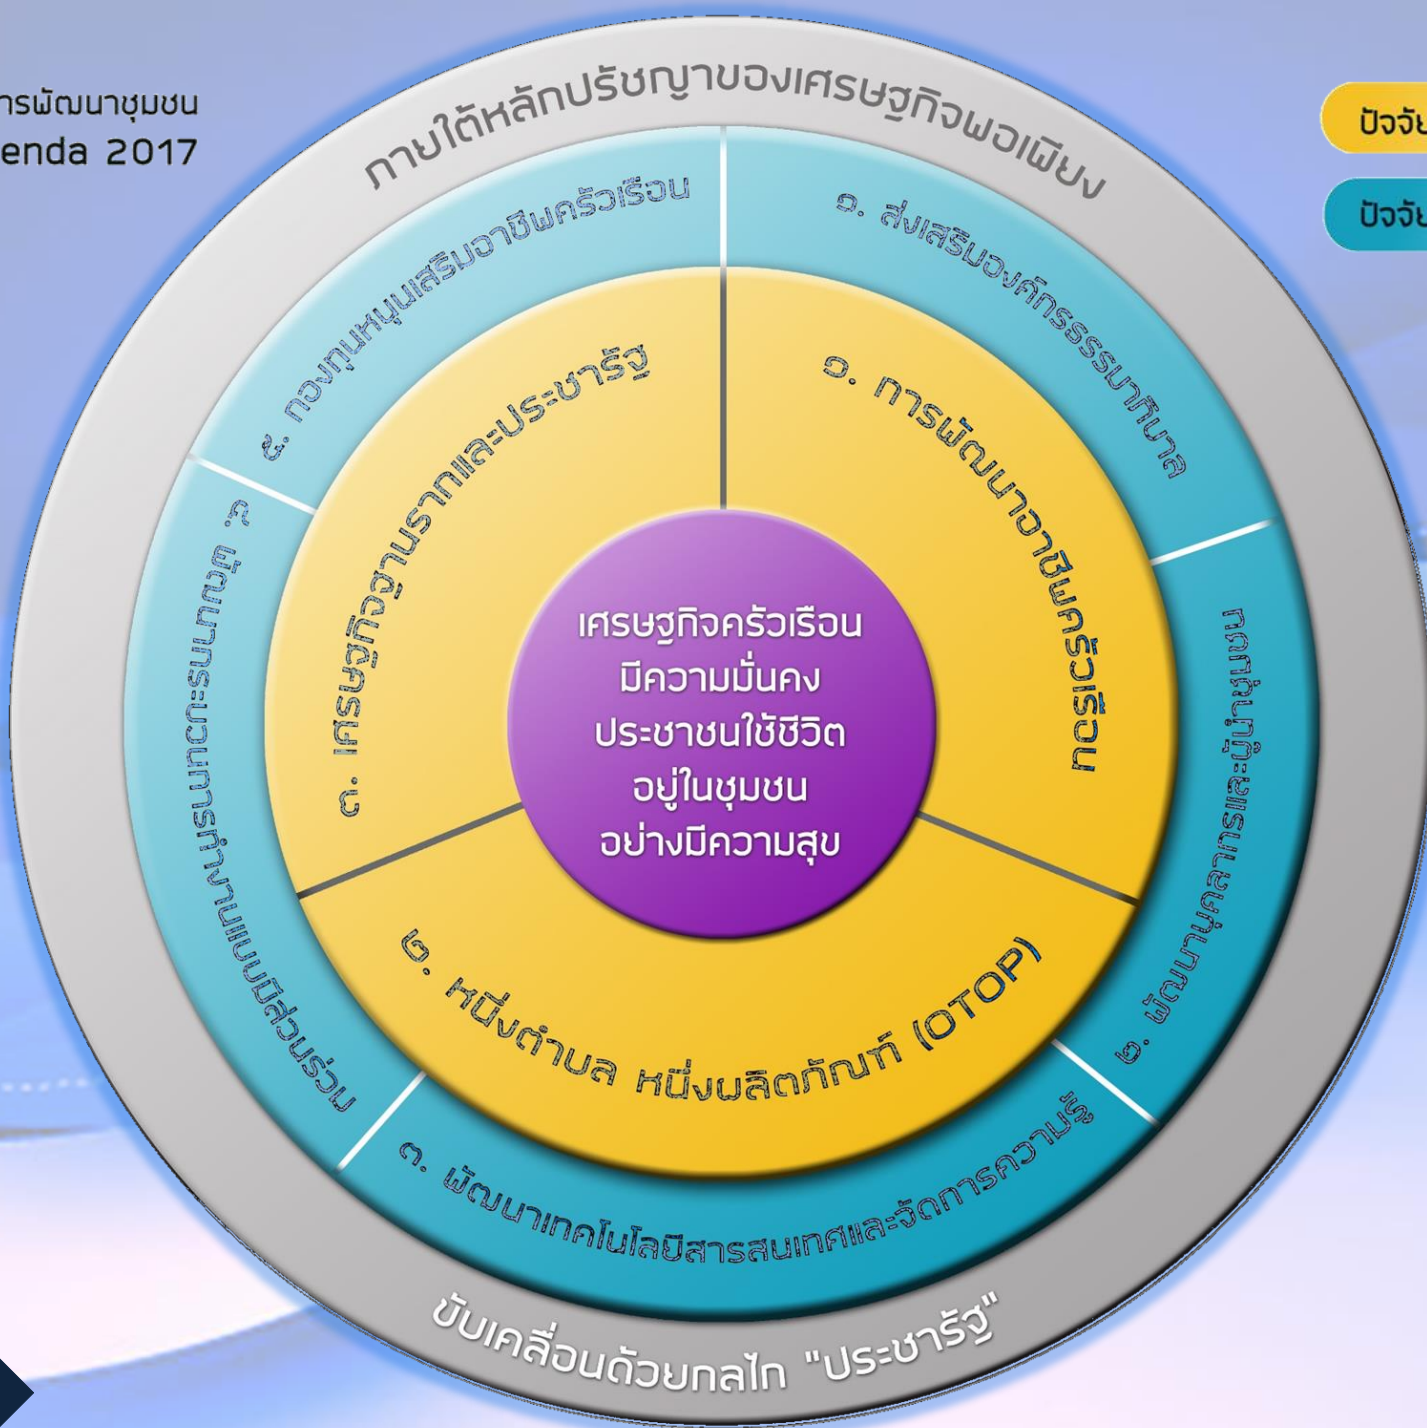 ารพัฒนาชุมชน
enda 2017
ปัจจัย
ปัจจัย
ภายใต้หลักปรัชญาของเศรษฐกิจพอเพียง
๑. ส่งเสริมองค์กรธรรมาภิบาล
๒. พัฒนาบุคลากรและผู้นำชุมชน
๓. พัฒนาเทคโนโลยีสารสนเทศและจัดการความรู้
๔. พัฒนากระบวนการทำงานแบบมีส่วนร่วม
๕. กองทุนหนุนเสริมอาชีพครัวเรือน
๑. การพัฒนาอาชีพครัวเรือน
๒. หนึ่งตำบล หนึ่งผลิตภัณฑ์ (OTOP)
๓. เศรษฐกิจฐานรากและประชารัฐ
เศรษฐกิจครัวเรือน
มีความมั่นคง
ประชาชนใช้ชีวิต
อยู่ในชุมชน
อย่างมีความสุข
ขับเคลื่อนด้วยกลไก "ประชารัฐ"